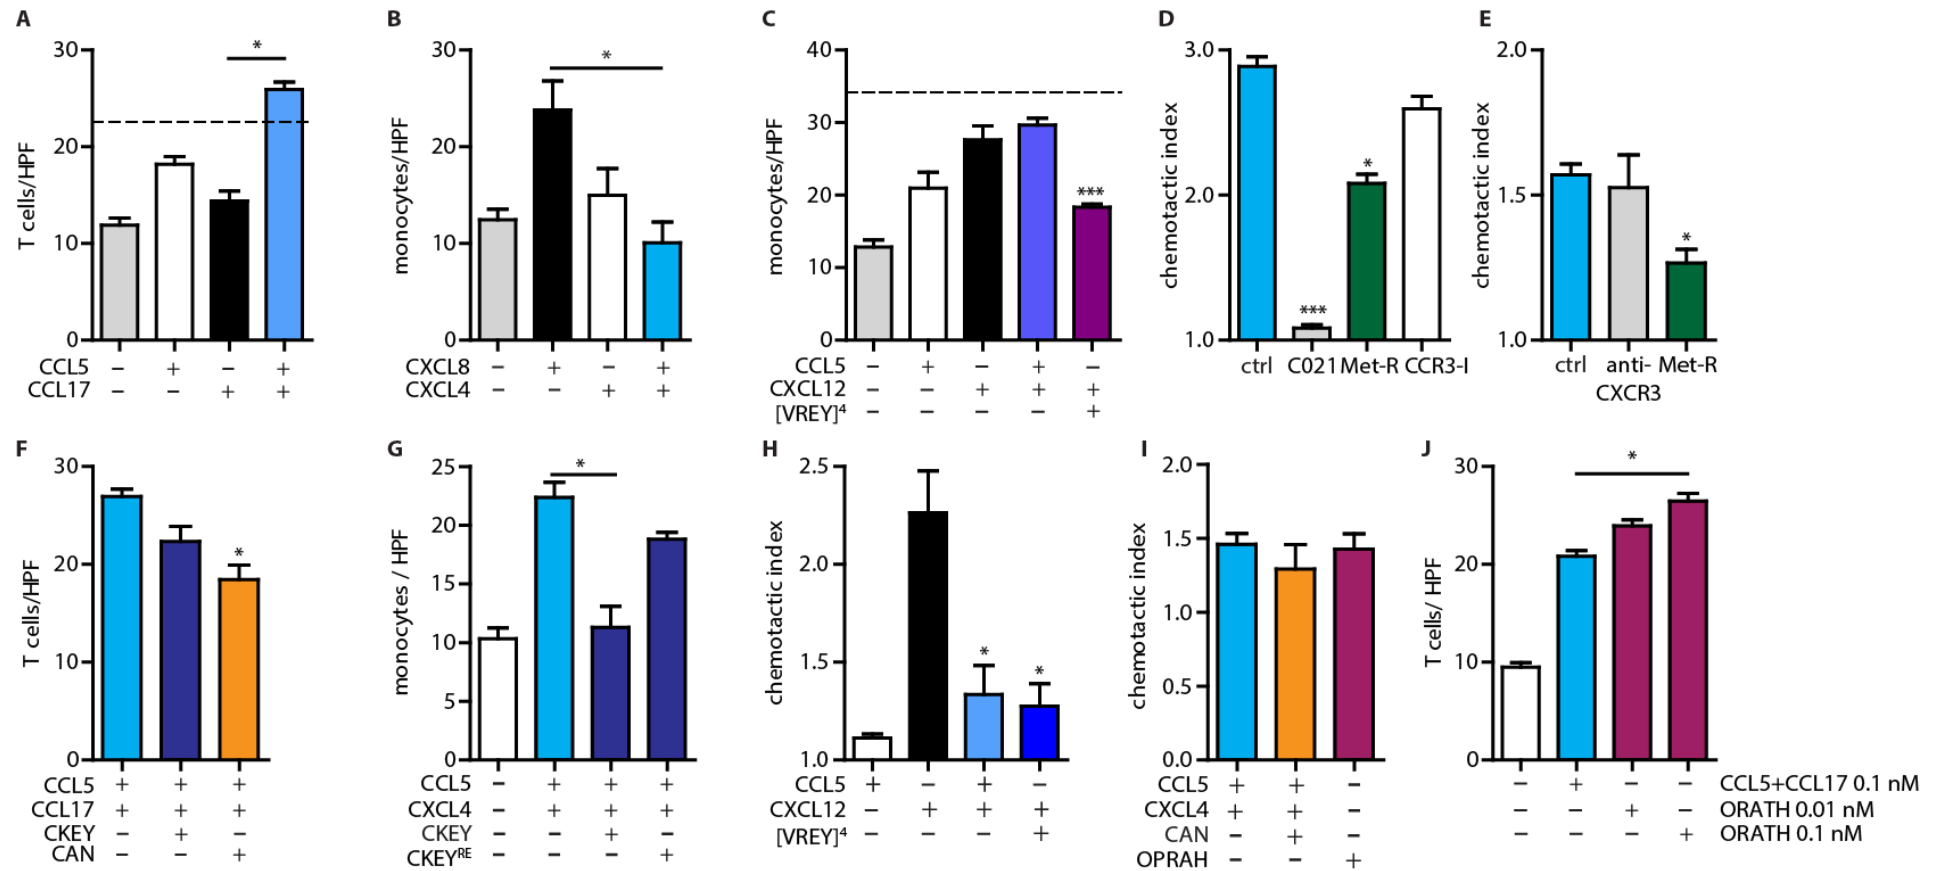 A
T cells/HPF
30
20
10
0
*
CCL5 – + – +
CCL17 – – + +
B
monocytes/HPF
30
20
10
0
*
CXCL8 – + – +
CXCL4 – – + +
C
monocytes/HPF
40
30
20
10
0
***
CCL5 – + – + –
CXCL12 – – + + +
[VREY]⁴ – – – – +
D
chemotactic index
3.0
2.0
1.0
***
*
ctrl C021 Met-R CCR3-I
E
chemotactic index
2.0
1.5
1.0
*
ctrl anti- Met-R
CXCR3
F
T cells/HPF
30
20
10
0
*
CCL5 + + +
CCL17 + + +
CKEY – + –
CAN – – +
G
monocytes / HPF
25
20
15
10
5
0
*
CCL5 – + + +
CXCL4 – + + +
CKEY – – + –
CKEYᴿᴱ – – – +
H
chemotactic index
2.5
2.0
1.5
1.0
*
*
CCL5 + – + –
CXCL12 – + + +
[VREY]⁴ – – – +
I
chemotactic index
2.0
1.5
1.0
0.5
0.0
CCL5 + + –
CXCL4 + + –
CAN – + –
OPRAH – – +
J
T cells/ HPF
30
20
10
0
*
– + – – CCL5+CCL17 0.1 nM
– – + – ORATH 0.01 nM
– – – + ORATH 0.1 nM